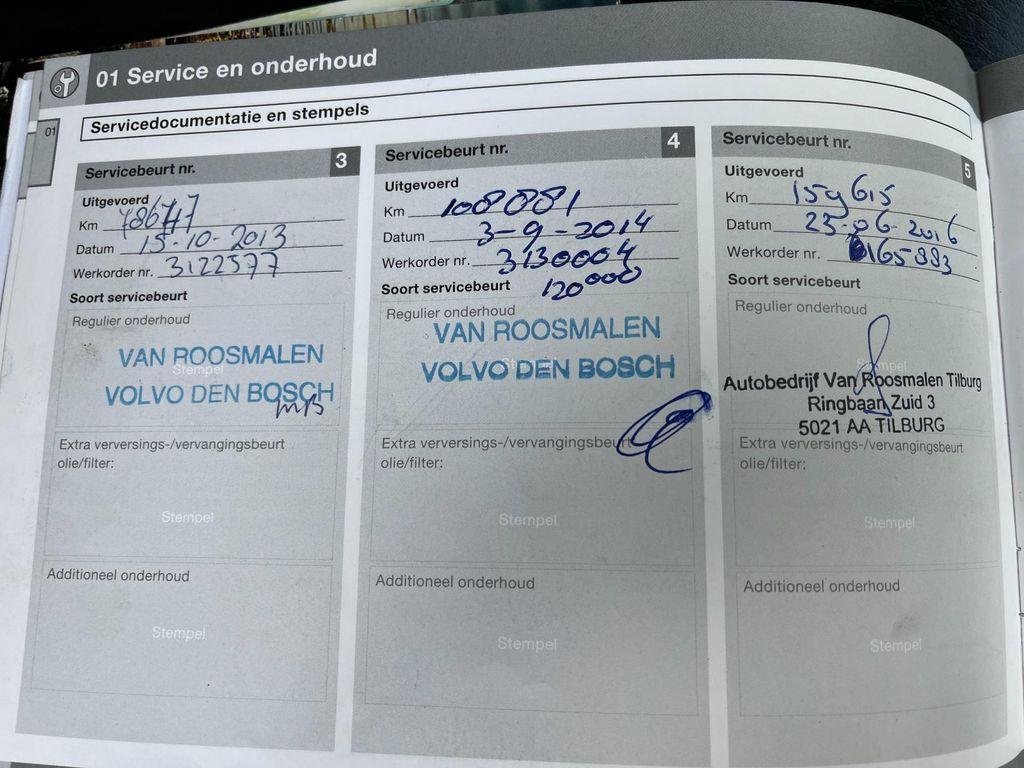 01 Service en onderhoud
01
Servicedocumentatie en stempels
Servicebeurt nr. 3
Uitgevoerd
Km 78647
Datum 15-10-2013
Werkorder nr. 3122577
Soort servicebeurt
Regulier onderhoud
VAN ROOSMALEN
Stempel
VOLVO DEN BOSCH
Extra verversings-/vervangingsbeurt
olie/filter:
Stempel
Additioneel onderhoud
Stempel
Servicebeurt nr. 4
Uitgevoerd
Km 108881
Datum 3-9-2014
Werkorder nr. 3130004
Soort servicebeurt 120000
Regulier onderhoud
VAN ROOSMALEN
Stempel
VOLVO DEN BOSCH
Extra verversings-/vervangingsbeurt
olie/filter:
Stempel
Additioneel onderhoud
Stempel
Servicebeurt nr. 5
Uitgevoerd
Km 159615
Datum 23-06-2016
Werkorder nr. 6165883
Soort servicebeurt
Regulier onderhoud
Stempel
Autobedrijf Van Roosmalen Tilburg
Ringbaan Zuid 3
5021 AA TILBURG
Extra verversings-/vervangingsbeurt
olie/filter:
Stempel
Additioneel onderhoud
Stempel